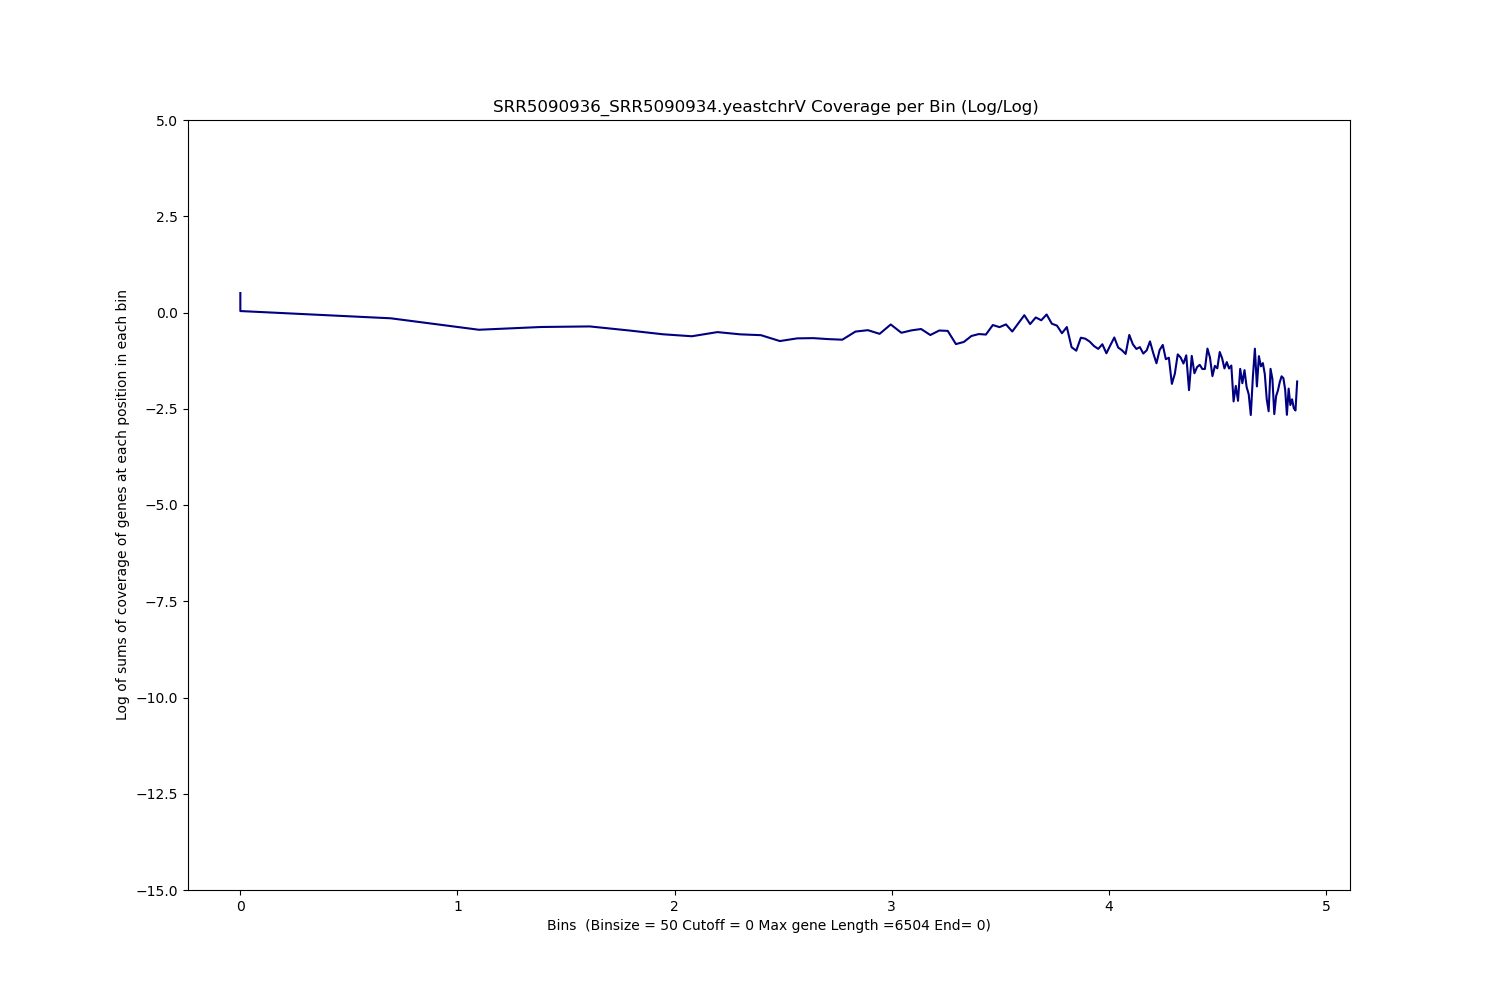 SRR5090936_SRR5090934.yeastchrV Coverage per Bin (Log/Log)
5.0
2.5
0.0
−2.5
−5.0
−7.5
−10.0
−12.5
−15.0
Log of sums of coverage of genes at each position in each bin
0 1 2 3 4 5
Bins  (Binsize = 50 Cutoff = 0 Max gene Length =6504 End= 0)